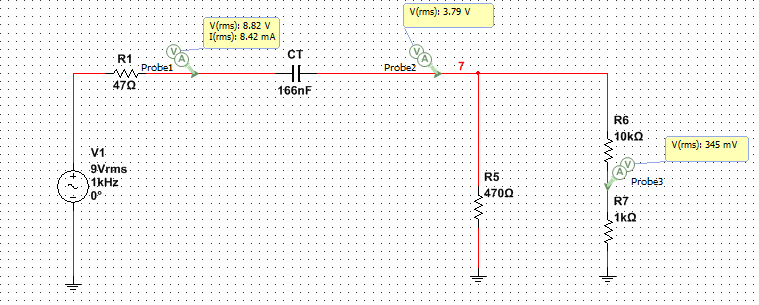 V(rms): 8.82 V
I(rms): 8.42 mA
V(rms): 3.79 V
R1
V
A
Probe1
47Ω
CT
166nF
V
A
Probe2
7
V1
9Vrms
1kHz
0°
R5
470Ω
R6
10kΩ
V(rms): 345 mV
V
A
Probe3
R7
1kΩ